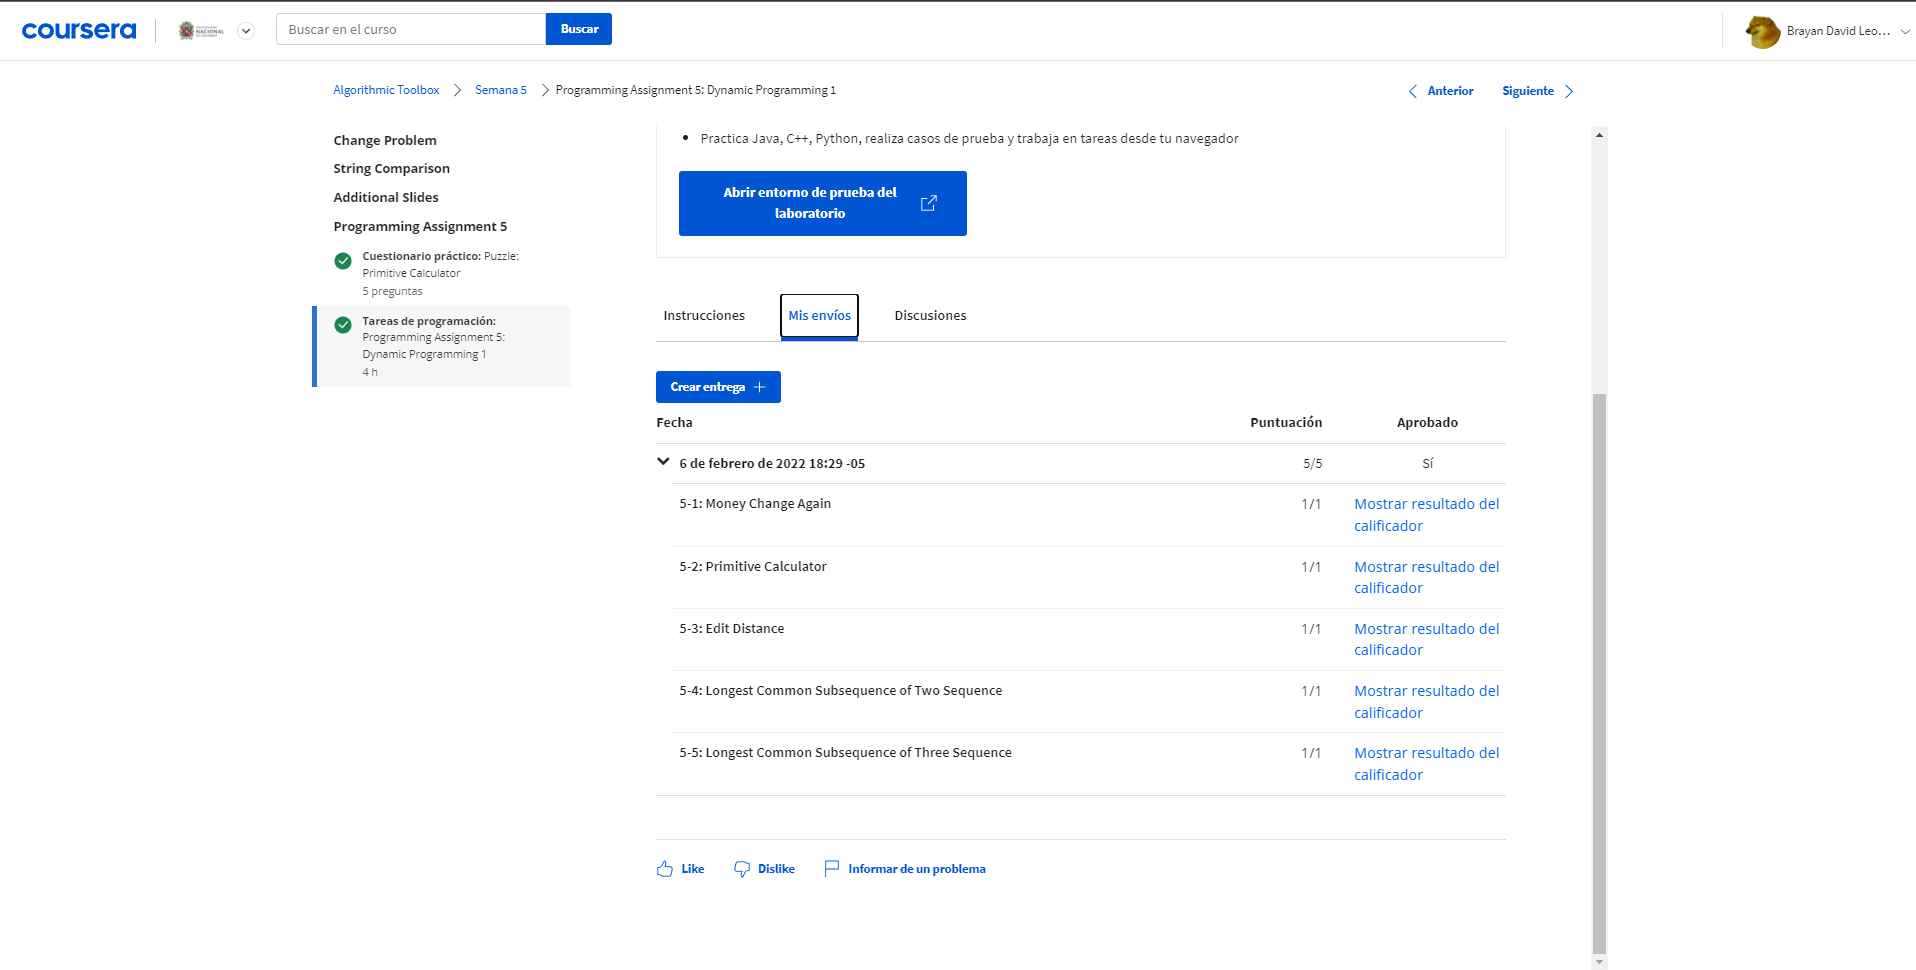 coursera
UNIVERSIDAD
NACIONAL
DE COLOMBIA
Buscar en el curso
Buscar
Brayan David Leo...
Algorithmic Toolbox
Semana 5
Programming Assignment 5: Dynamic Programming 1
Anterior
Siguiente
Change Problem
String Comparison
Additional Slides
Programming Assignment 5
Cuestionario práctico: Puzzle:
Primitive Calculator
5 preguntas
Tareas de programación:
Programming Assignment 5:
Dynamic Programming 1
4 h
• Practica Java, C++, Python, realiza casos de prueba y trabaja en tareas desde tu navegador
Abrir entorno de prueba del
laboratorio
Instrucciones
Mis envíos
Discusiones
Crear entrega
Fecha
Puntuación
Aprobado
6 de febrero de 2022 18:29 -05
5/5
Sí
5-1: Money Change Again
1/1
Mostrar resultado del
calificador
5-2: Primitive Calculator
1/1
Mostrar resultado del
calificador
5-3: Edit Distance
1/1
Mostrar resultado del
calificador
5-4: Longest Common Subsequence of Two Sequence
1/1
Mostrar resultado del
calificador
5-5: Longest Common Subsequence of Three Sequence
1/1
Mostrar resultado del
calificador
Like
Dislike
Informar de un problema